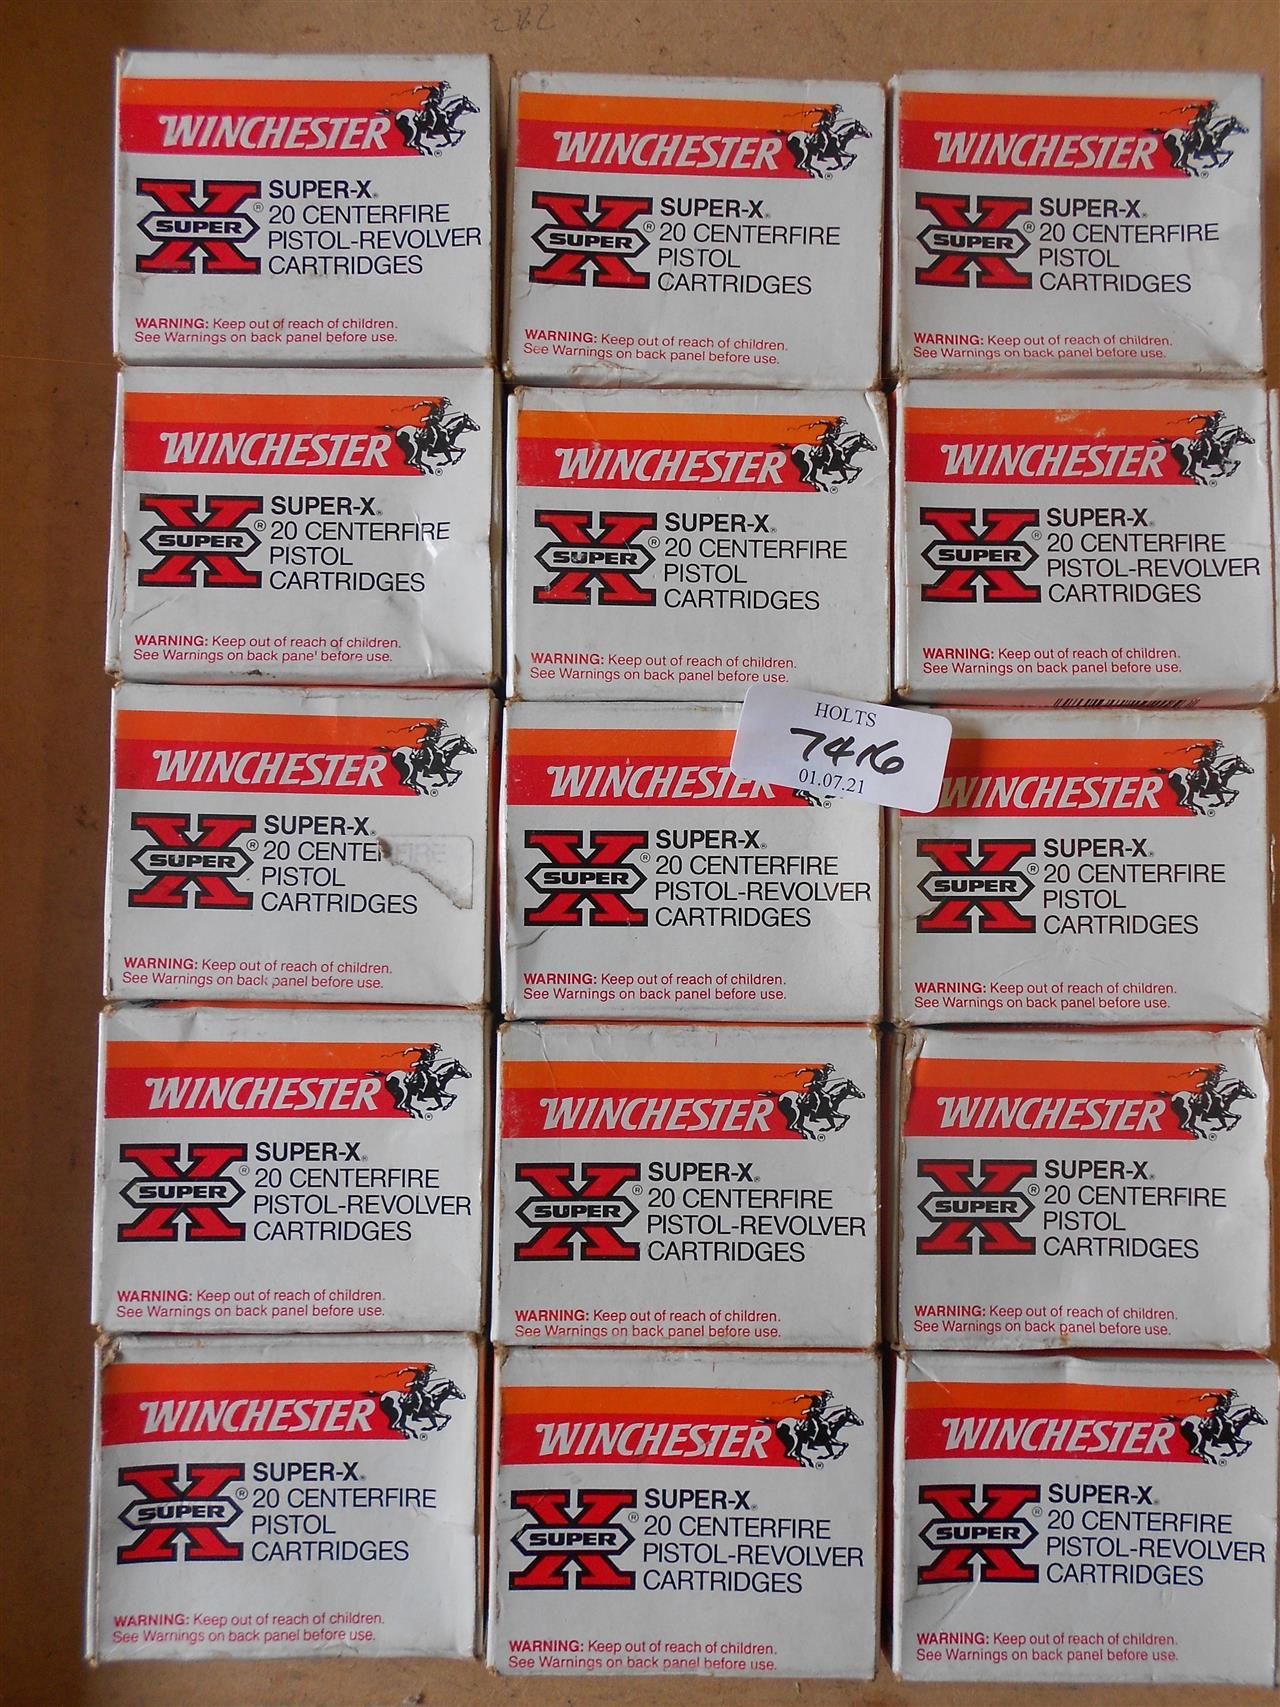 WINCHESTER
SUPER-X®
20 CENTERFIRE
PISTOL-REVOLVER
CARTRIDGES
X SUPER ®
WARNING: Keep out of reach of children.
See Warnings on back panel before use.
WINCHESTER
SUPER-X®
20 CENTERFIRE
PISTOL
CARTRIDGES
X SUPER ®
WARNING: Keep out of reach of children.
See Warnings on back panel before use.
WINCHESTER
SUPER-X®
20 CENTERFIRE
PISTOL
CARTRIDGES
X SUPER ®
WARNING: Keep out of reach of children.
See Warnings on back panel before use.
WINCHESTER
SUPER-X®
20 CENTERFIRE
PISTOL
CARTRIDGES
X SUPER ®
WARNING: Keep out of reach of children.
See Warnings on back pane' before use.
WINCHESTER
SUPER-X®
20 CENTERFIRE
PISTOL
CARTRIDGES
X SUPER ®
WARNING: Keep out of reach of children.
See Warnings on back panel before use.
WINCHESTER
SUPER-X®
20 CENTERFIRE
PISTOL-REVOLVER
CARTRIDGES
X SUPER ®
WARNING: Keep out of reach of children.
See Warnings on back panel before use.
HOLTS
7416
01.07.21
WINCHESTER
SUPER-X®
20 CENTEFIRE
PISTOL
CARTRIDGES
X SUPER ®
WARNING: Keep out of reach of children.
See Warnings on back panel before use.
WINCHESTER
SUPER-X®
20 CENTERFIRE
PISTOL-REVOLVER
CARTRIDGES
X SUPER ®
WARNING: Keep out of reach of children.
See Warnings on back panel before use.
WINCHESTER
SUPER-X®
20 CENTERFIRE
PISTOL
CARTRIDGES
X SUPER ®
WARNING: Keep out of reach of children.
See Warnings on back panel before use.
WINCHESTER
SUPER-X®
20 CENTERFIRE
PISTOL-REVOLVER
CARTRIDGES
X SUPER ®
WARNING: Keep out of reach of children.
See Warnings on back panel before use.
WINCHESTER
SUPER-X®
20 CENTERFIRE
PISTOL-REVOLVER
CARTRIDGES
X SUPER ®
WARNING: Keep out of reach of children.
See Warnings on back panel before use.
WINCHESTER
SUPER-X®
20 CENTERFIRE
PISTOL
CARTRIDGES
X SUPER ®
WARNING: Keep out of reach of children.
See Warnings on back panel before use.
WINCHESTER
SUPER-X®
20 CENTERFIRE
PISTOL
CARTRIDGES
X SUPER ®
WARNING: Keep out of reach of children.
See Warnings on back panel before use.
WINCHESTER
SUPER-X®
20 CENTERFIRE
PISTOL-REVOLVER
CARTRIDGES
X SUPER ®
WARNING: Keep out of reach of children.
See Warnings on back panel before use.
WINCHESTER
SUPER-X®
20 CENTERFIRE
PISTOL-REVOLVER
CARTRIDGES
X SUPER ®
WARNING: Keep out of reach of children.
See Warnings on back panel before use.